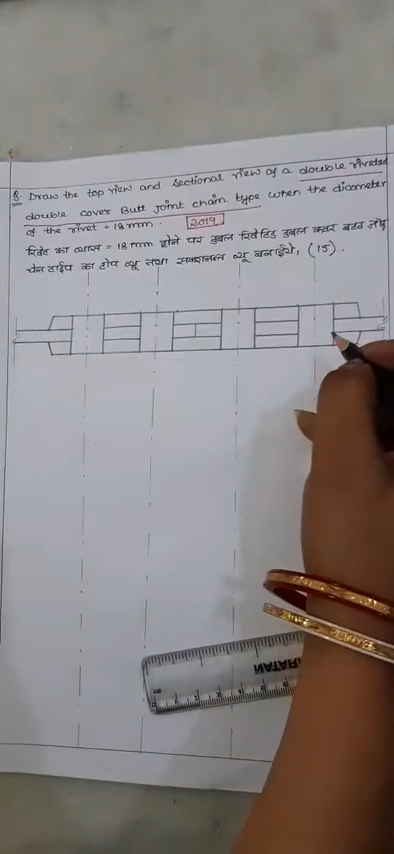 Q. Draw the top view and sectional view of a double riveted
double cover Butt joint chain type when the diameter
of the rivet = 18 mm. 2019
रिवेट का व्यास = 18 mm होने पर डबल रिवेटिड डबल कवर बट्ट जोड़
चेन टाईप का टोप व्यू तथा सेक्शनल व्यू बनाईये। (15).